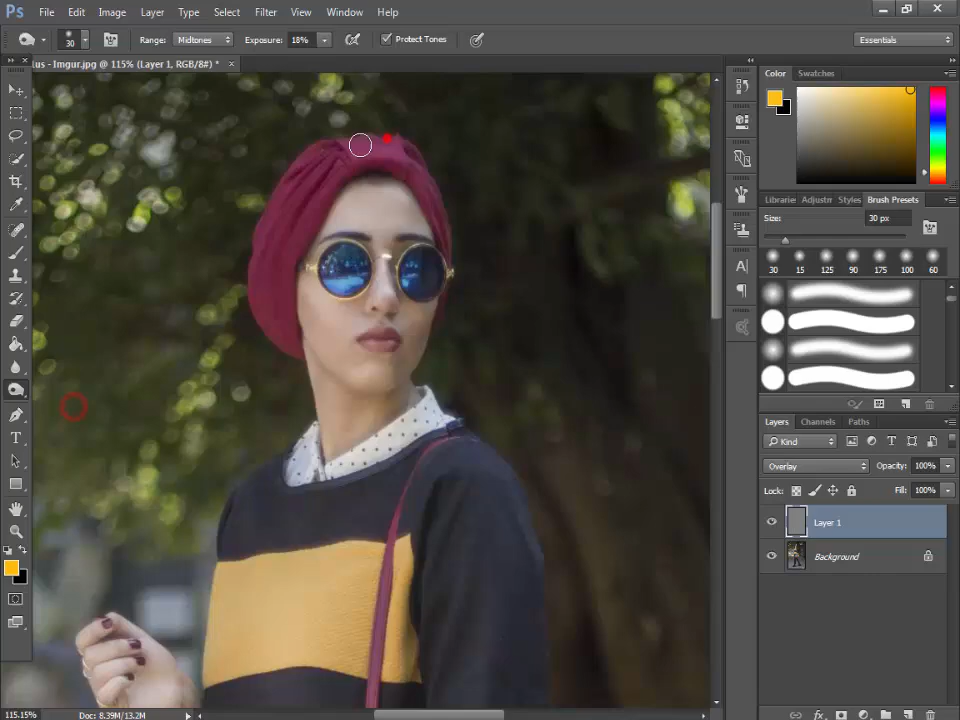 Ps File Edit Image Layer Type Select Filter 3D View Window Help
30 Range: Midtones Exposure: 18% Protect Tones Essentials
tus - Imgur.jpg @ 115% (Layer 1, RGB/8#) * ×
Color Swatches
Librarie Adjustm Styles Brush Presets
Size: 30 px
30 15 125 90 175 100 60
Layers Channels Paths
Kind
Overlay Opacity: 100%
Lock: Fill: 100%
Layer 1
Background
115.15% Doc: 8.39M/13.2M